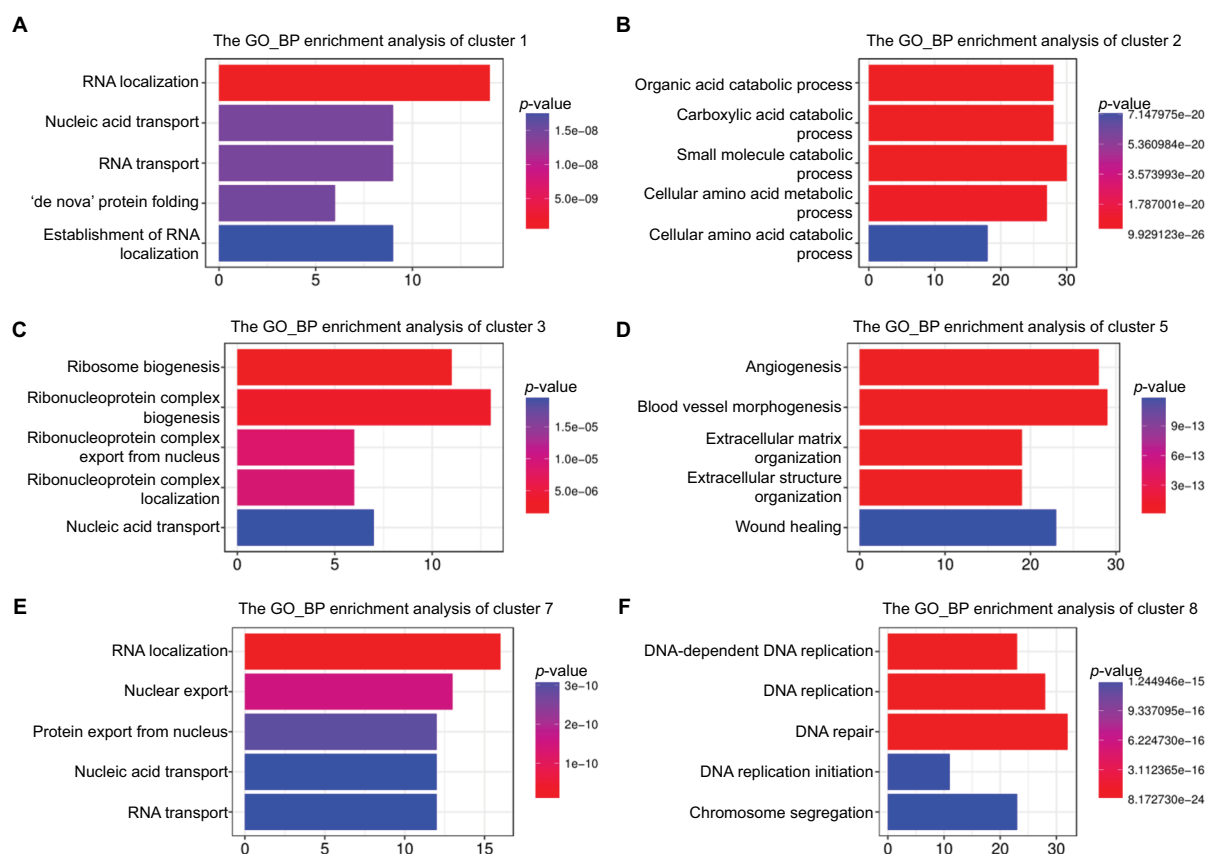 A
The GO_BP enrichment analysis of cluster 1
RNA localization
Nucleic acid transport
RNA transport
‘de nova’ protein folding
Establishment of RNA
localization
0
5
10
p-value
1.5e−08
1.0e−08
5.0e−09
B
The GO_BP enrichment analysis of cluster 2
Organic acid catabolic process
Carboxylic acid catabolic
process
Small molecule catabolic
process
Cellular amino acid metabolic
process
Cellular amino acid catabolic
process
0
10
20
30
p-value
7.147975e−20
5.360984e−20
3.573993e−20
1.787001e−20
9.929123e−26
C
The GO_BP enrichment analysis of cluster 3
Ribosome biogenesis
Ribonucleoprotein complex
biogenesis
Ribonucleoprotein complex
export from nucleus
Ribonucleoprotein complex
localization
Nucleic acid transport
0
5
10
p-value
1.5e−05
1.0e−05
5.0e−06
D
The GO_BP enrichment analysis of cluster 5
Angiogenesis
Blood vessel morphogenesis
Extracellular matrix
organization
Extracellular structure
organization
Wound healing
0
10
20
30
p-value
9e−13
6e−13
3e−13
E
The GO_BP enrichment analysis of cluster 7
RNA localization
Nuclear export
Protein export from nucleus
Nucleic acid transport
RNA transport
0
5
10
15
p-value
3e−10
2e−10
1e−10
F
The GO_BP enrichment analysis of cluster 8
DNA-dependent DNA replication
DNA replication
DNA repair
DNA replication initiation
Chromosome segregation
0
10
20
30
p-value
1.244946e−15
9.337095e−16
6.224730e−16
3.112365e−16
8.172730e−24